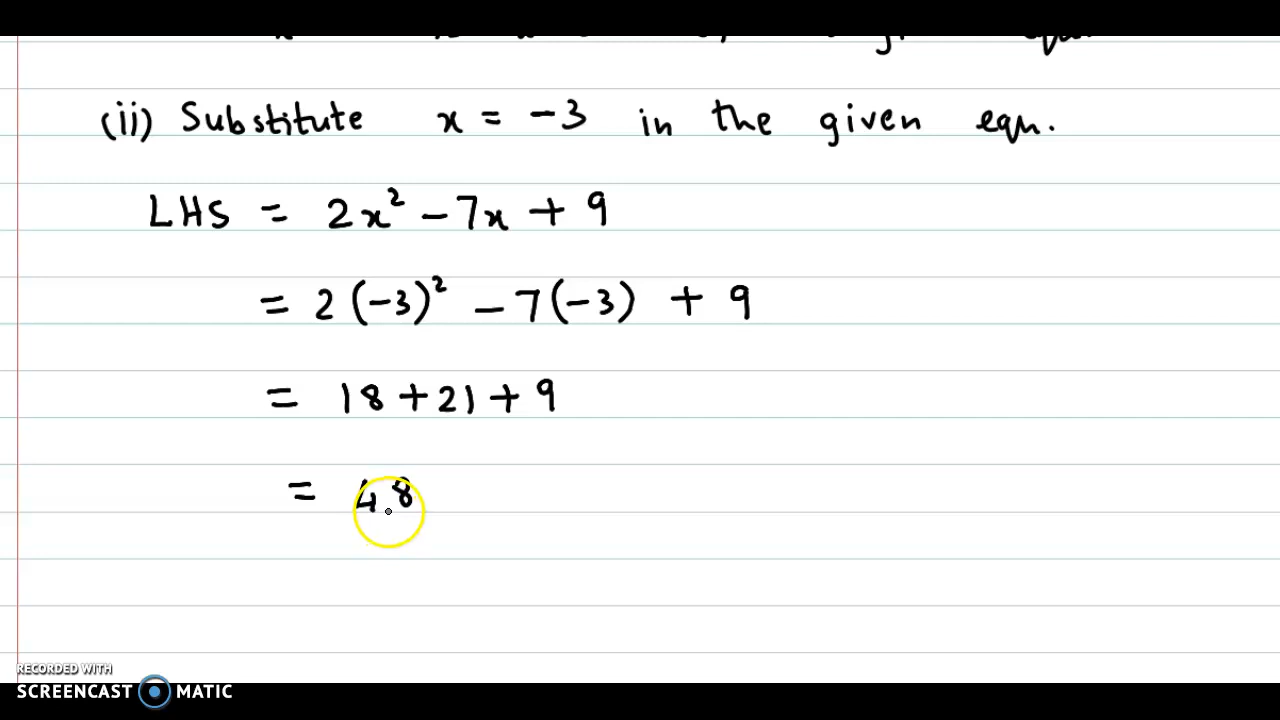 (ii) Substitute x = -3 in the given eqn.
LHS = 2x² - 7x + 9
= 2(-3)² - 7(-3) + 9
= 18 + 21 + 9
= 48
RECORDED WITH
SCREENCAST MATIC